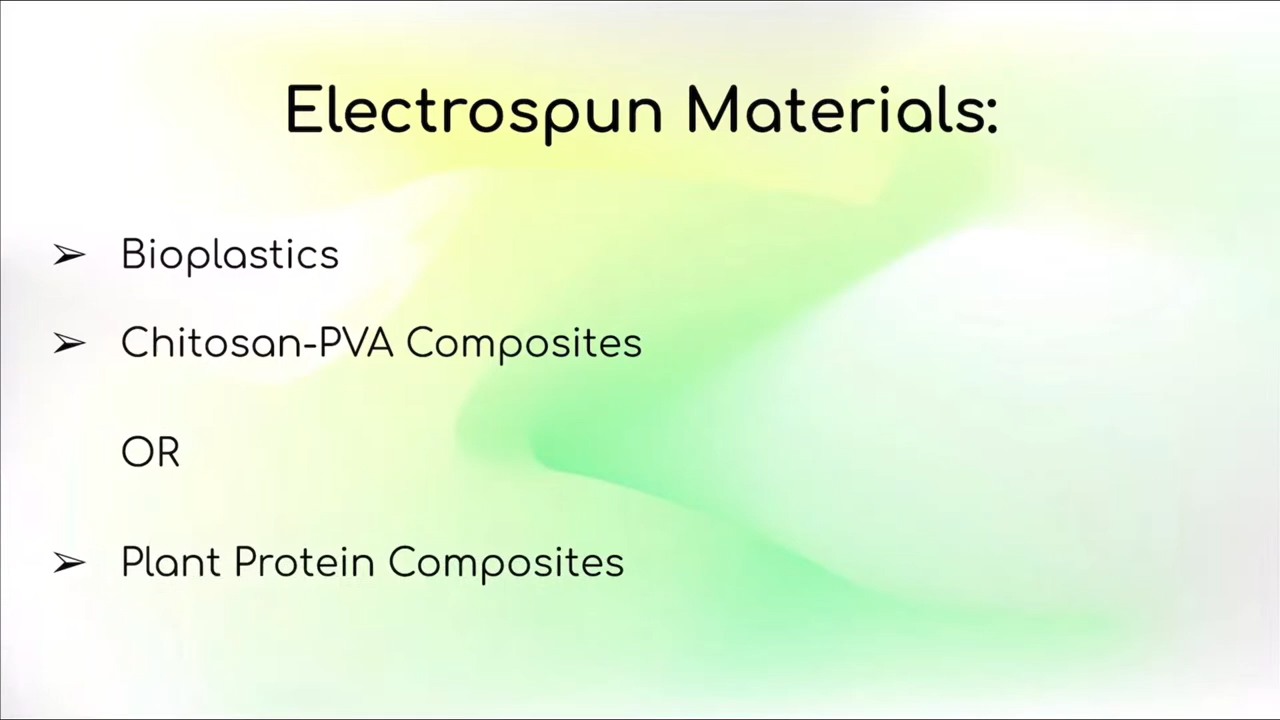 Electrospun Materials:
➢ Bioplastics
➢ Chitosan-PVA Composites
OR
➢ Plant Protein Composites